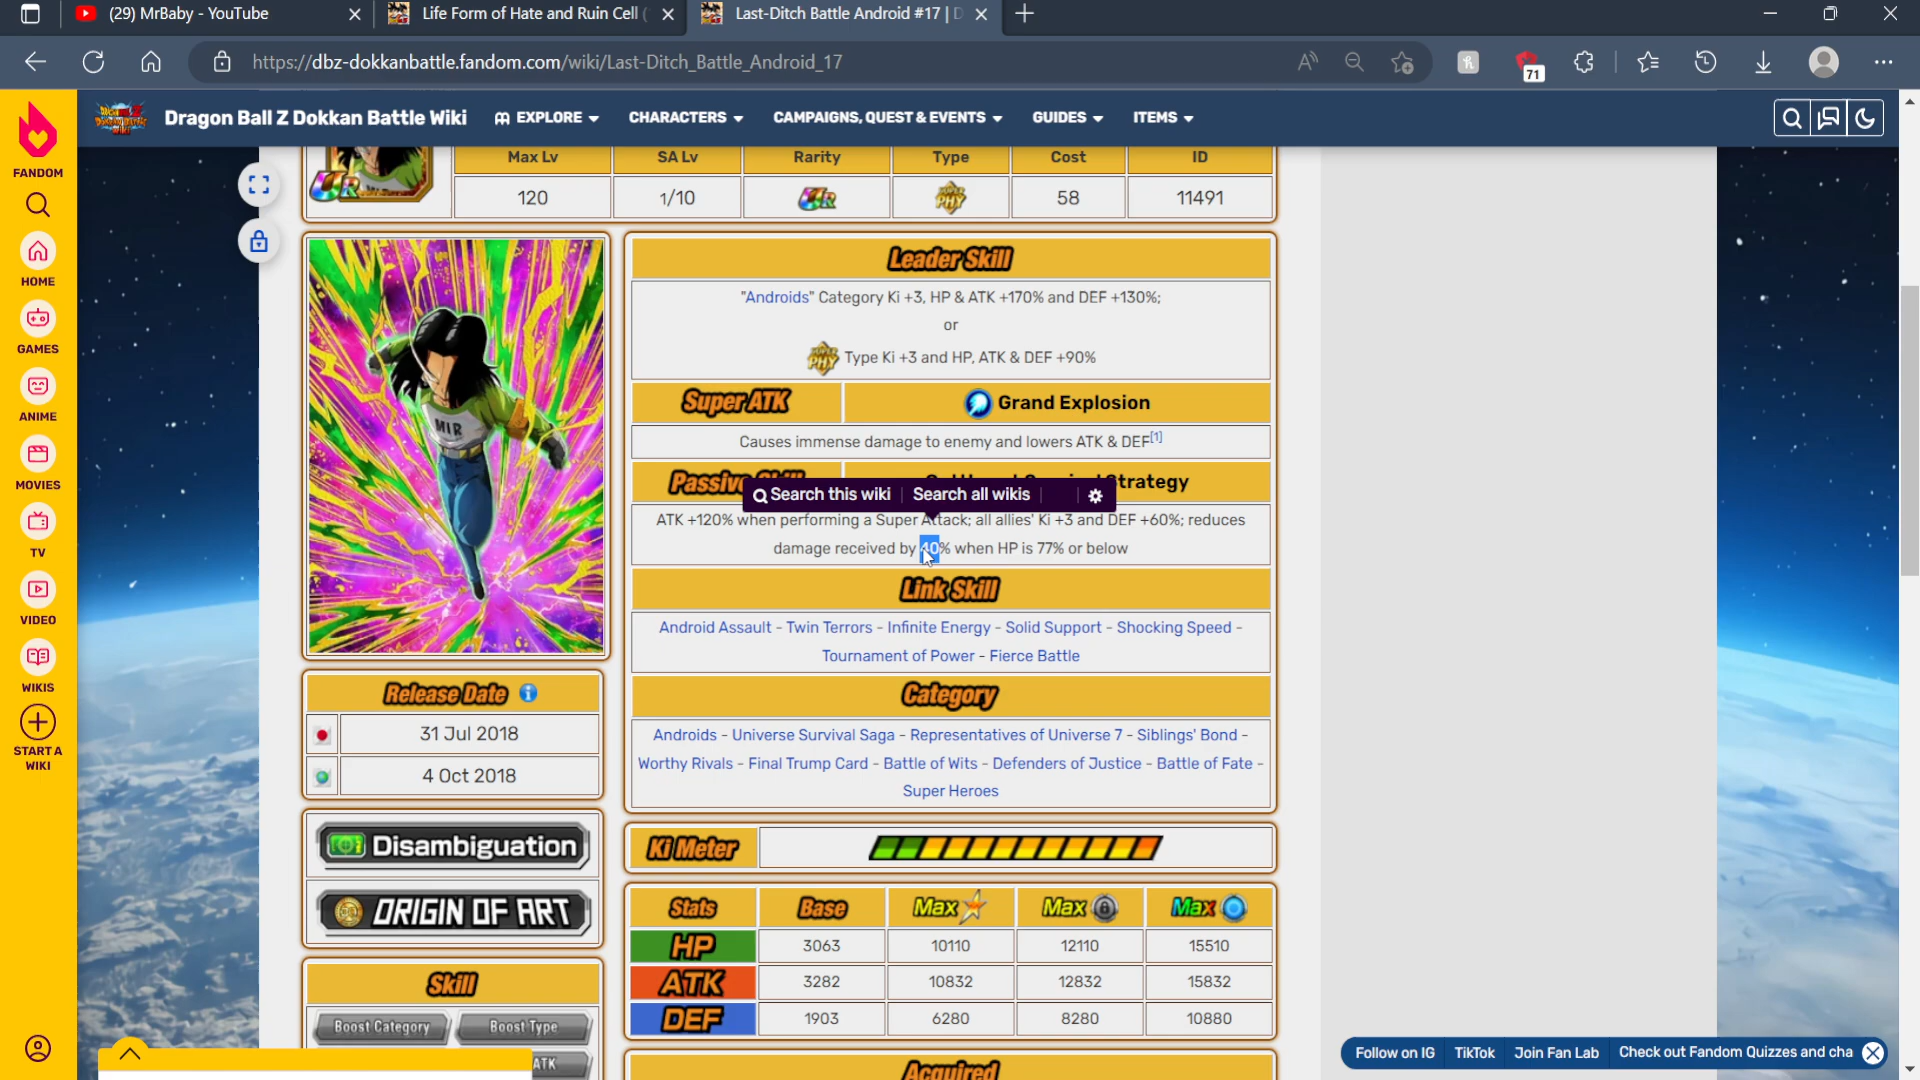 (29) MrBaby - YouTube
Life Form of Hate and Ruin Cell (
Last-Ditch Battle Android #17 | D
https://dbz-dokkanbattle.fandom.com/wiki/Last-Ditch_Battle_Android_17
71
Dragon Ball Z Dokkan Battle Wiki
EXPLORE
CHARACTERS
CAMPAIGNS, QUEST & EVENTS
GUIDES
ITEMS
FANDOM
HOME
GAMES
ANIME
MOVIES
TV
VIDEO
WIKIS
START A
WIKI
Max Lv
SA Lv
Rarity
Type
Cost
ID
UR
120
1/10
UR
SUPER PHY
58
11491
MIR
Leader Skill
"Androids" Category Ki +3, HP & ATK +170% and DEF +130%;
or
SUPER PHY Type Ki +3 and HP, ATK & DEF +90%
Super ATK
Grand Explosion
Causes immense damage to enemy and lowers ATK & DEF[1]
Passive Skill
Strategy
Search this wiki
Search all wikis
ATK +120% when performing a Super Attack; all allies' Ki +3 and DEF +60%; reduces
damage received by 40% when HP is 77% or below
Link Skill
Android Assault - Twin Terrors - Infinite Energy - Solid Support - Shocking Speed -
Tournament of Power - Fierce Battle
Category
Androids - Universe Survival Saga - Representatives of Universe 7 - Siblings' Bond -
Worthy Rivals - Final Trump Card - Battle of Wits - Defenders of Justice - Battle of Fate -
Super Heroes
Release Date
31 Jul 2018
4 Oct 2018
Disambiguation
ORIGIN OF ART
Skill
Boost Category
Boost Type
ATK
Ki Meter
Stats
Base
Max
Max
Max
HP
3063
10110
12110
15510
ATK
3282
10832
12832
15832
DEF
1903
6280
8280
10880
Acquired
Follow on IG
TikTok
Join Fan Lab
Check out Fandom Quizzes and cha